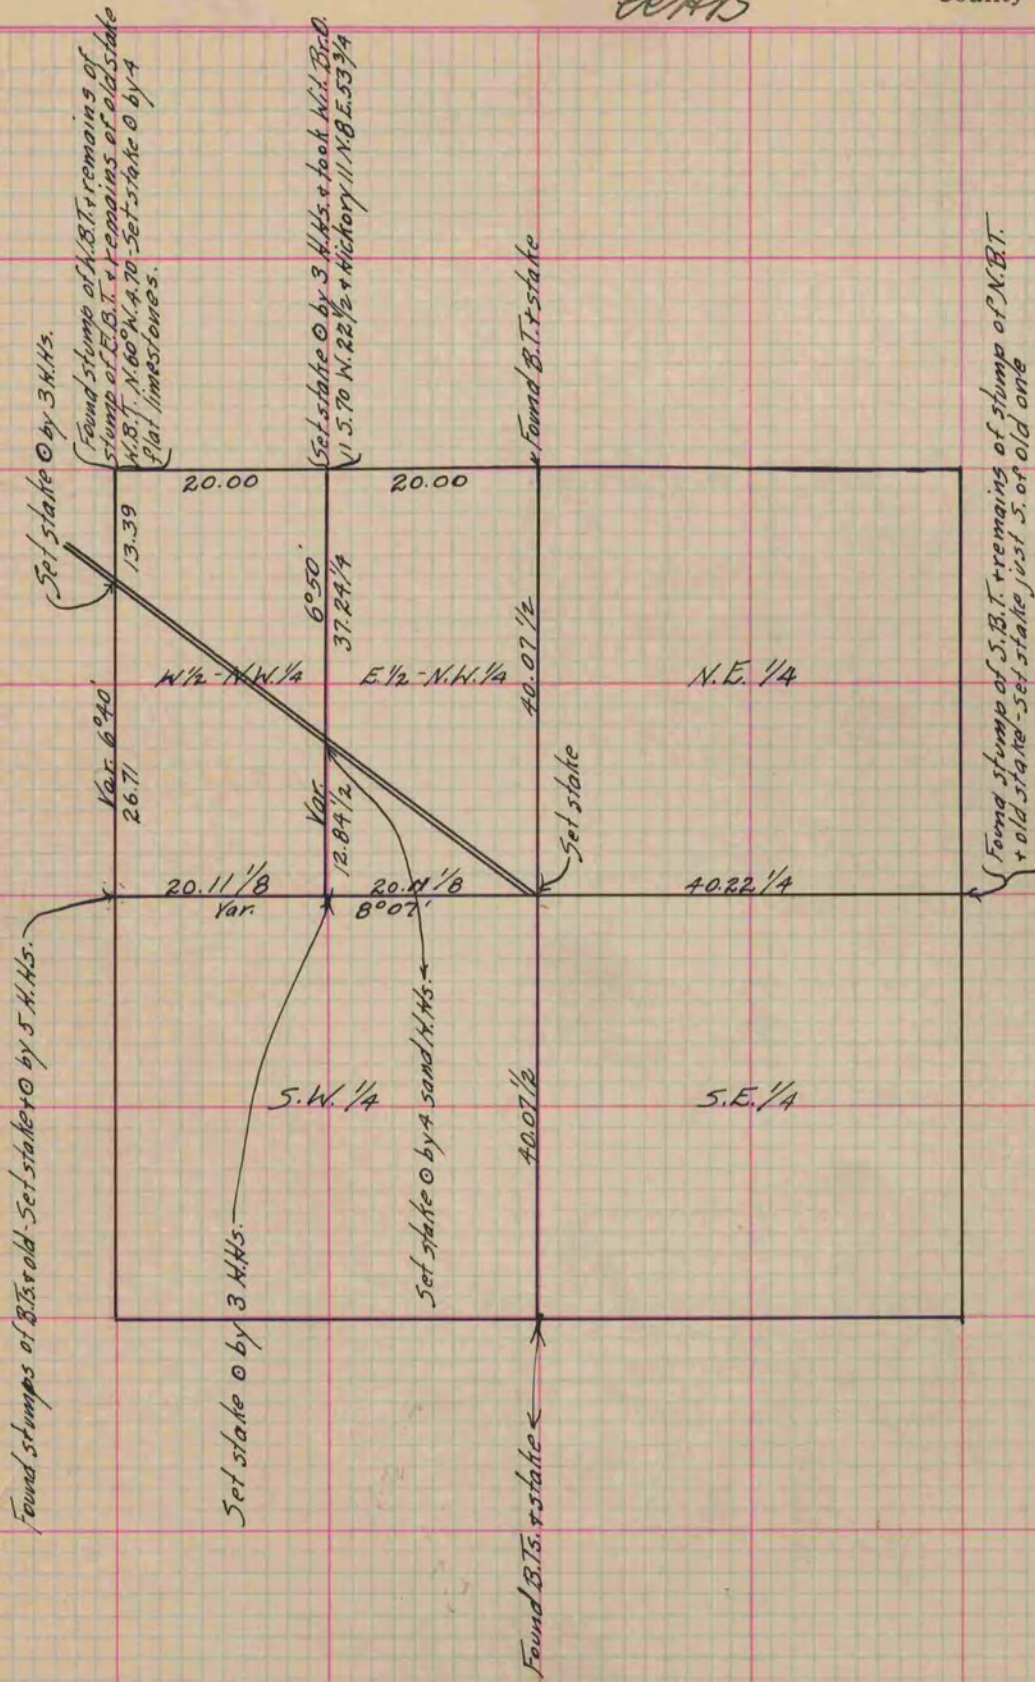 County
Set stake ⊙ by 3 H.Hs.
Found stump of W.B.T. & remains of
stump of E.B.T. & remains of old stake
W.B.T. N.60°W.4.70-Set stake ⊙ by 4
flat limestones.
20.00
Set stake ⊙ by 3 H.Hs. & took Wit. Br.O.
11 S.70 W.22½ & Hickory 11 N.8 E.53¾
20.00
Found B.T. & stake
13.39
Var. 6°40'
26.71
W½-N.W.¼
6°50'
37.24¼
Var.
12.84½
E.½-N.W.¼
40.07½
N.E.¼
Set stake
20.11⅛
Var.
20.11⅛
8°07'
40.22¼
Found stump of S.B.T. & remains of stump of N.B.T.
& old stake-set stake just S. of old one
Found stumps of B.Ts. & old-Set stake & ⊙ by 5 H.Hs.
Set stake ⊙ by 3 H.Hs.
S.W.¼
Set stake ⊙ by 4 sand H.Hs.
40.07½
S.E.¼
Found B.Ts. & stake